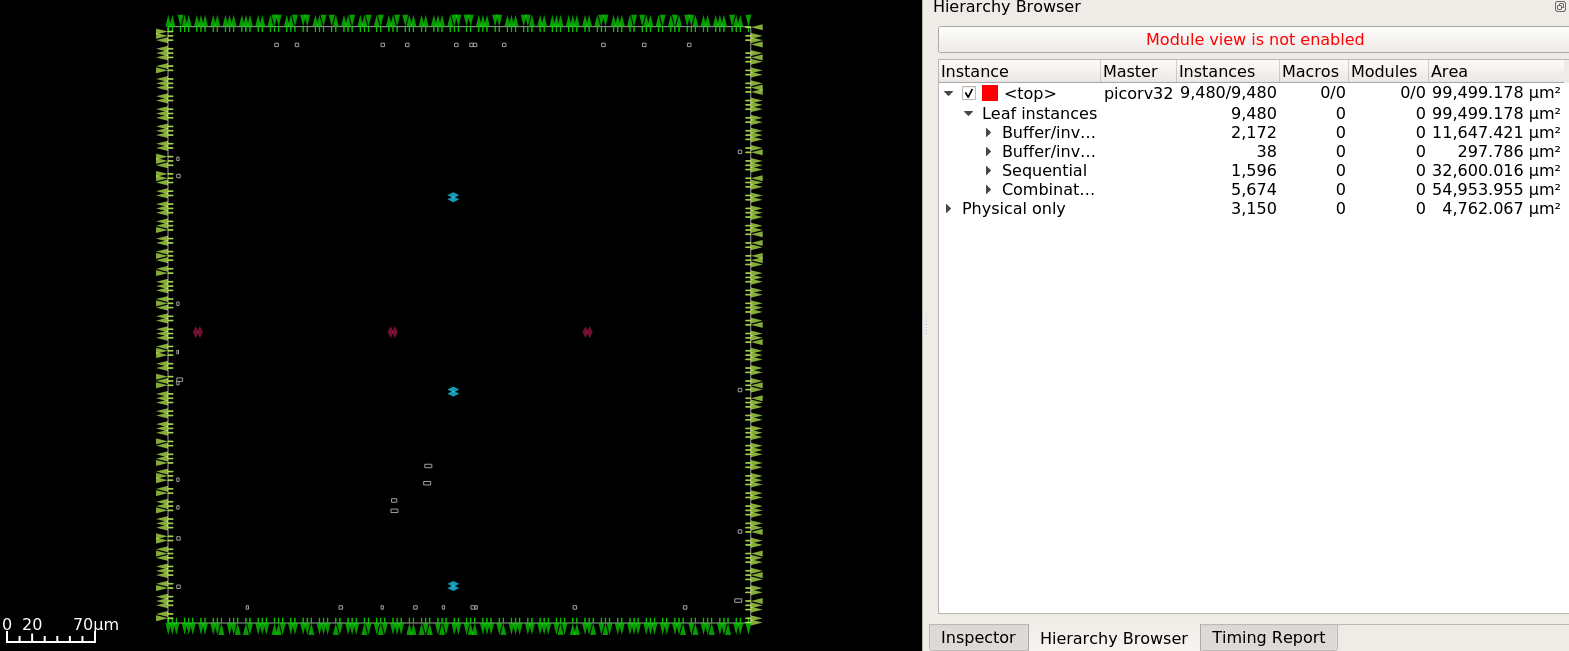 Hierarchy Browser
Module view is not enabled
Instance Master Instances Macros Modules Area
<top> picorv32 9,480/9,480 0/0 0/0 99,499.178 µm²
Leaf instances 9,480 0 0 99,499.178 µm²
Buffer/inv... 2,172 0 0 11,647.421 µm²
Buffer/inv... 38 0 0 297.786 µm²
Sequential 1,596 0 0 32,600.016 µm²
Combinat... 5,674 0 0 54,953.955 µm²
Physical only 3,150 0 0 4,762.067 µm²
0 20 70µm
Inspector Hierarchy Browser Timing Report